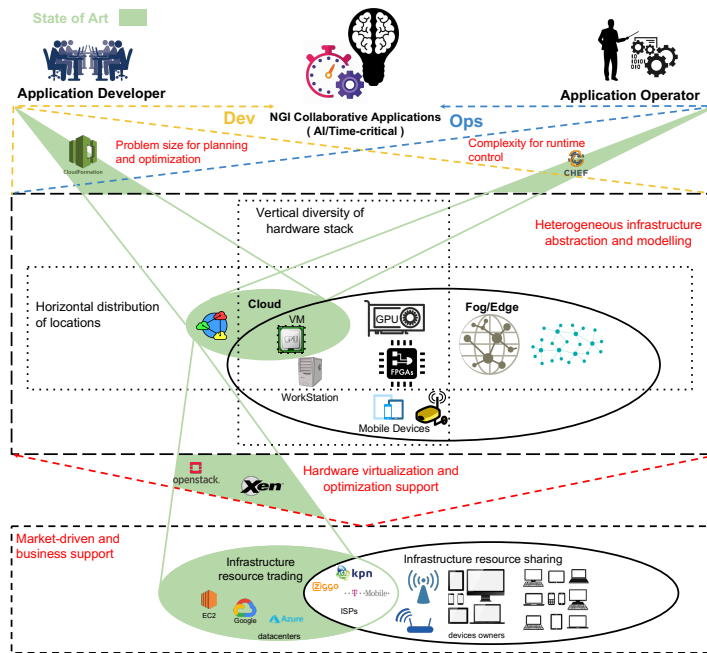 State of Art
Application Developer
NGI Collaborative Applications
( AI/Time-critical )
Application Operator
Dev
Ops
Problem size for planning
and optimization
CloudFormation
Complexity for runtime
control
CHEF
Vertical diversity of
hardware stack
Heterogeneous infrastructure
abstraction and modelling
Horizontal distribution
of locations
Cloud
VM
CPU
GPU
Fog/Edge
FPGAs
WorkStation
Mobile Devices
openstack.
Xen
Hardware virtualization and
optimization support
Market-driven and
business support
Infrastructure
resource trading
Infrastructure resource sharing
kpn
Ziggo
T Mobile
ISPs
EC2
Google
Azure
datacenters
devices owners